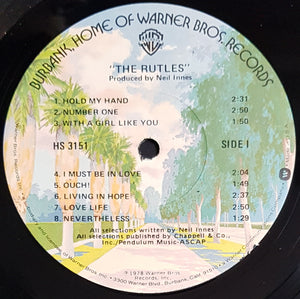 BURBANK, HOME OF WARNER BROS. RECORDS
"THE RUTLES"
Produced by Neil Innes
1. HOLD MY HAND 2:31
2. NUMBER ONE 2:50
3. WITH A GIRL LIKE YOU 1:50
HS 3151 SIDE I
4. I MUST BE IN LOVE 2:04
5. OUCH! 1:49
6. LIVING IN HOPE 2:37
7. LOVE LIFE 2:50
8. NEVERTHELESS 1:29
All selections written by Neil Innes
All selections published by Chappell & Co.,
Inc./Pendulum Music-ASCAP
©1978 Warner Bros.
Records, Inc.
3300 Warner Blvd., Burbank, Cal.